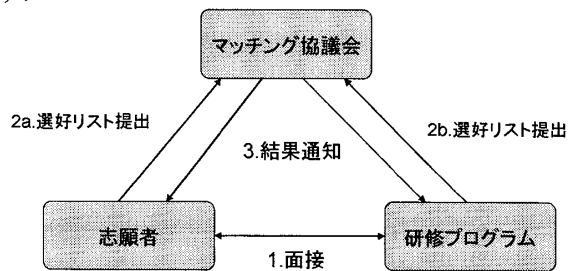 マッチング協議会
2a.選好リスト提出
2b.選好リスト提出
3.結果通知
志願者
研修プログラム
1.面接